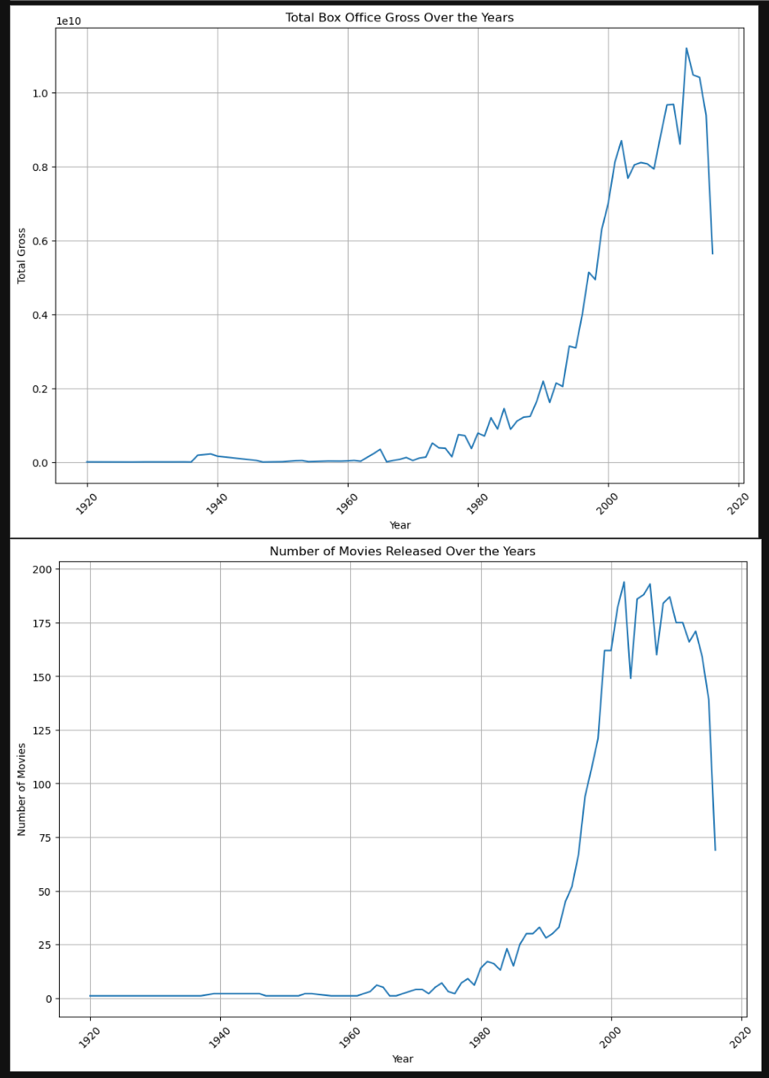 Total Box Office Gross Over the Years
1e10
1.0
0.8
0.6
0.4
0.2
0.0
Total Gross
1920 1940 1960 1980 2000 2020
Year
Number of Movies Released Over the Years
200
175
150
125
100
75
50
25
0
Number of Movies
1920 1940 1960 1980 2000 2020
Year